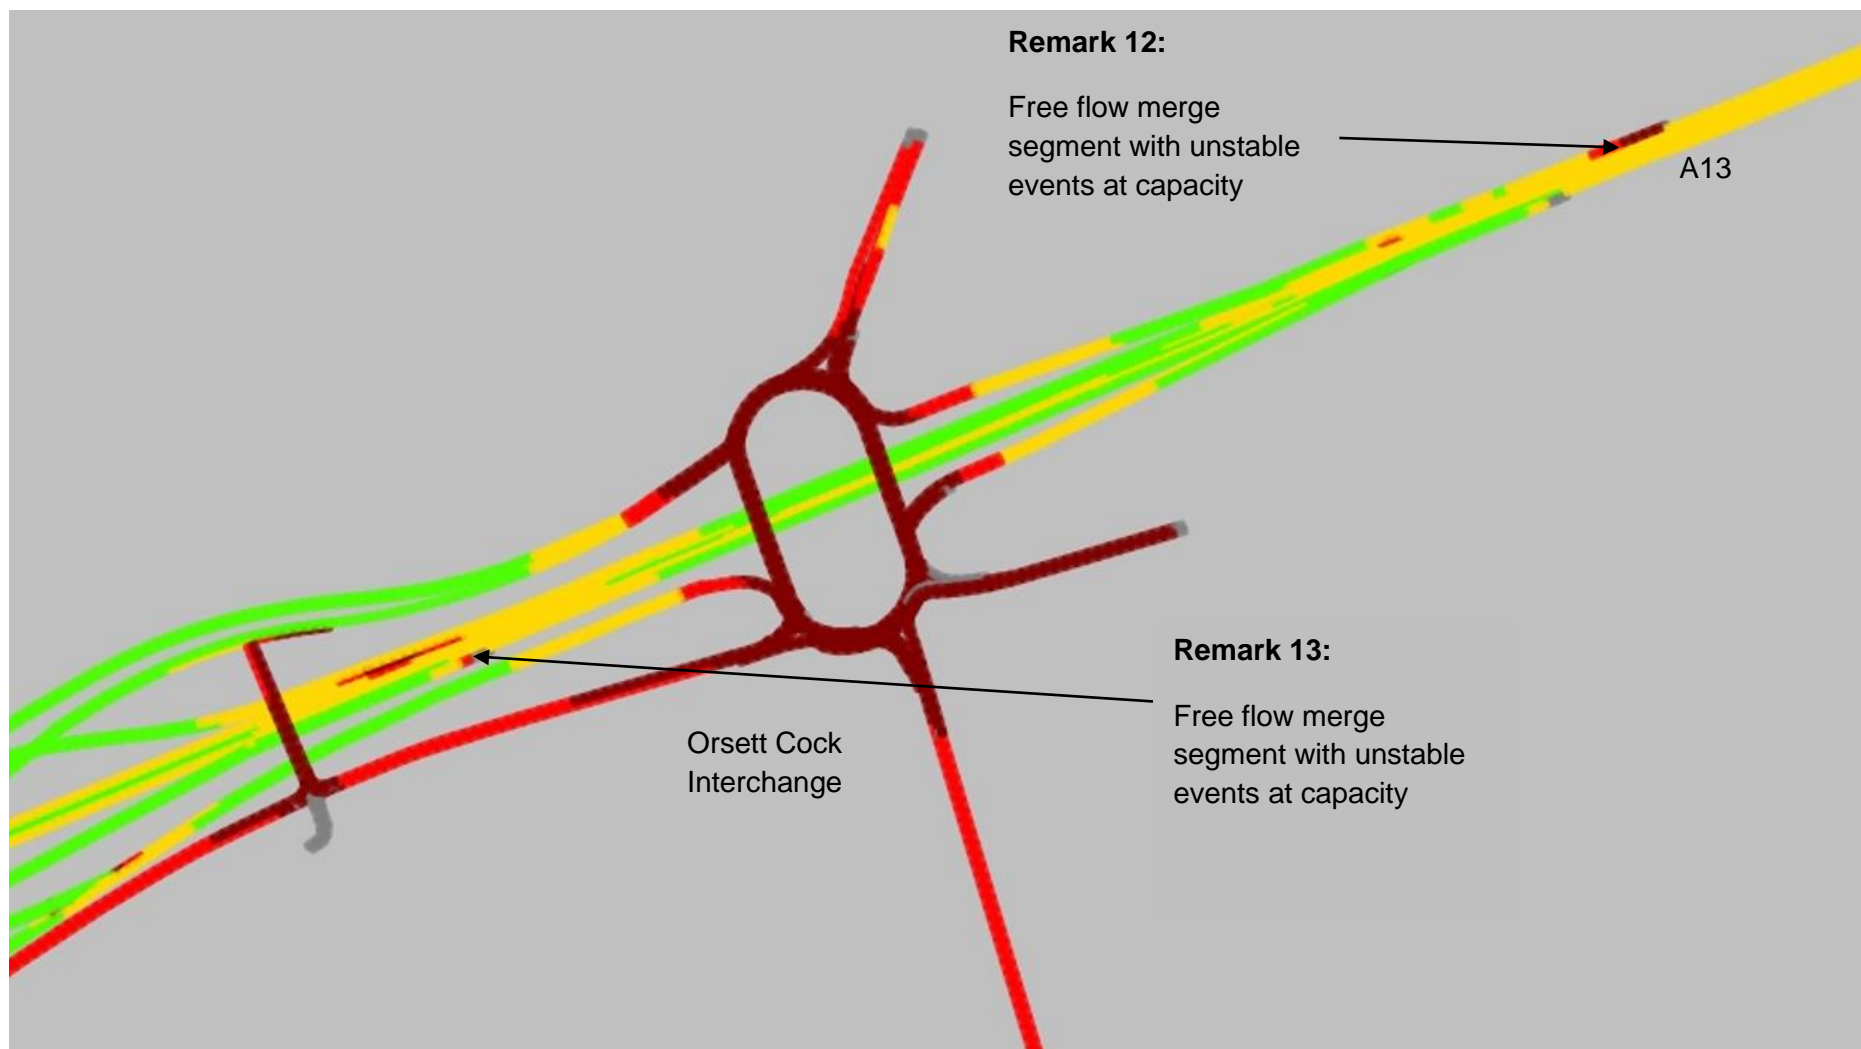 Remark 12:
Free flow merge
segment with unstable
events at capacity
A13
Remark 13:
Free flow merge
segment with unstable
events at capacity
Orsett Cock
Interchange